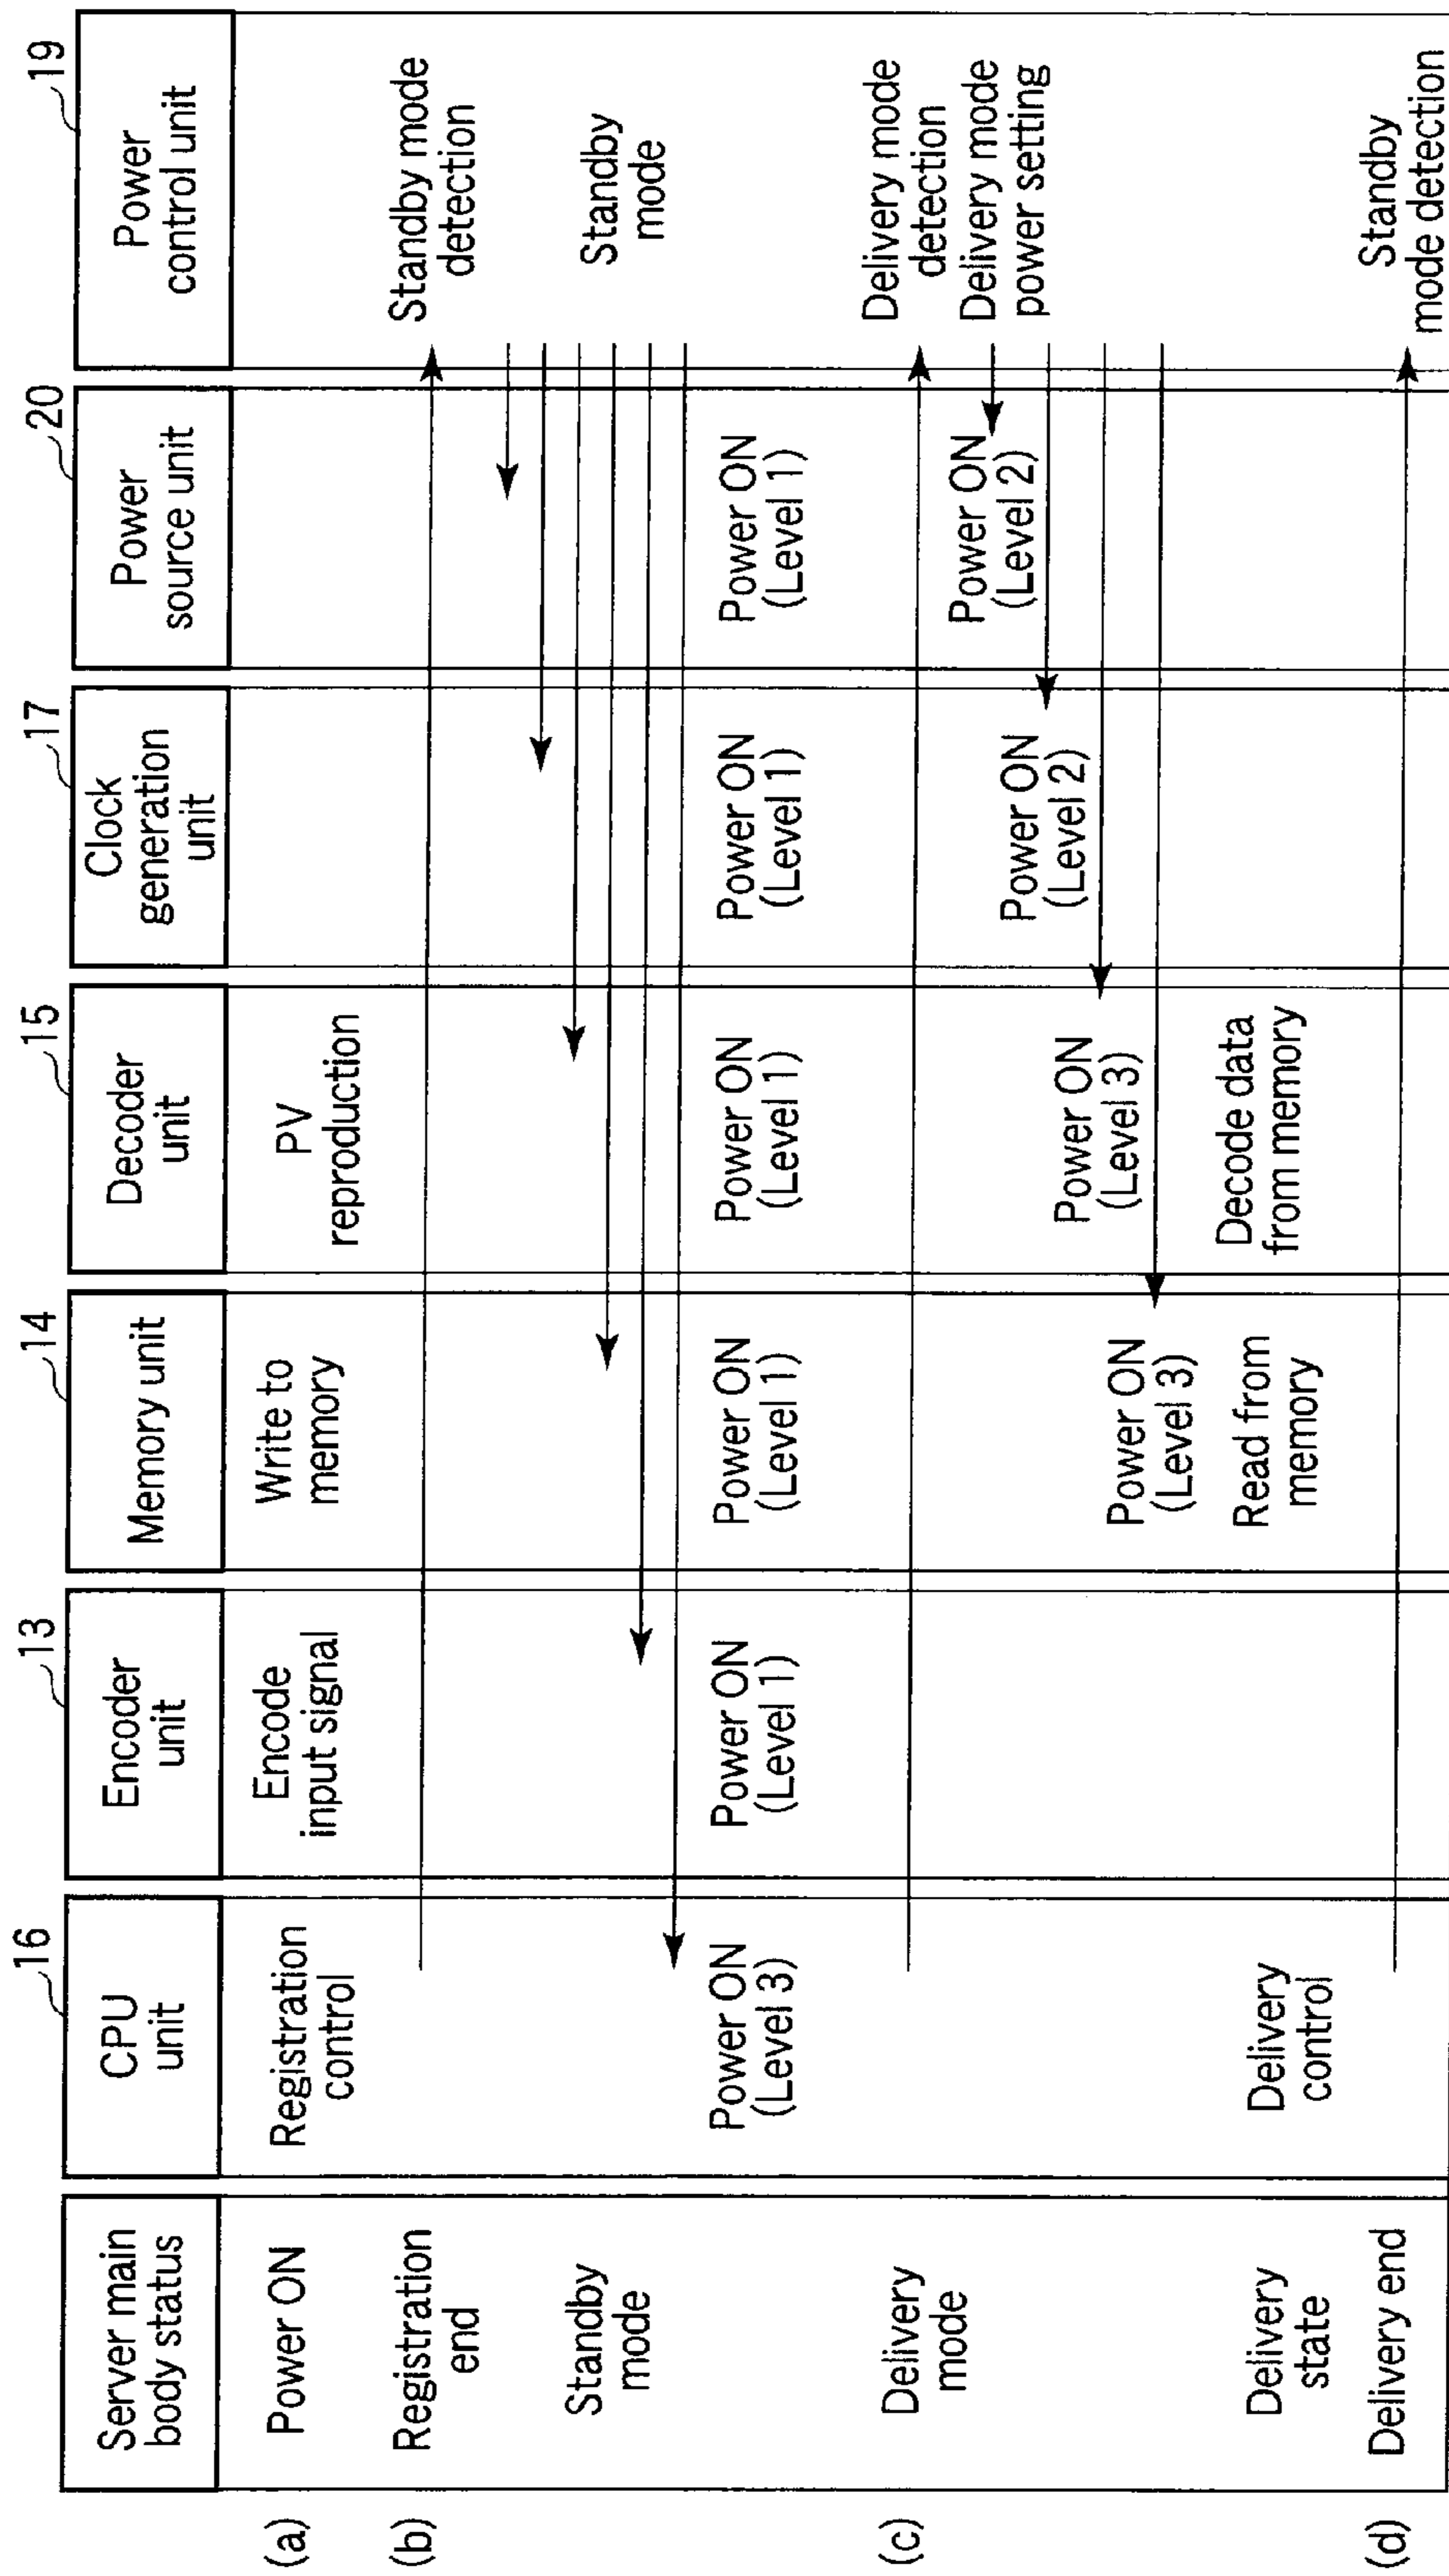 16
13
14
15
17
20
19
Server main
body status
CPU
unit
Encoder
unit
Memory unit
Decoder
unit
Clock
generation
unit
Power
source unit
Power
control unit
(a)
Power ON
Registration
control
Encode
input signal
Write to
memory
PV
reproduction
(b)
Registration
end
Standby mode
detection
Standby
mode
Standby
mode
Power ON
(Level 3)
Power ON
(Level 1)
Power ON
(Level 1)
Power ON
(Level 1)
Power ON
(Level 1)
Power ON
(Level 1)
(c)
Delivery
mode
Delivery mode
detection
Delivery mode
power setting
Power ON
(Level 2)
Power ON
(Level 2)
Power ON
(Level 3)
Power ON
(Level 3)
Delivery
state
Delivery
control
Read from
memory
Decode data
from memory
(d)
Delivery end
Standby
mode detection